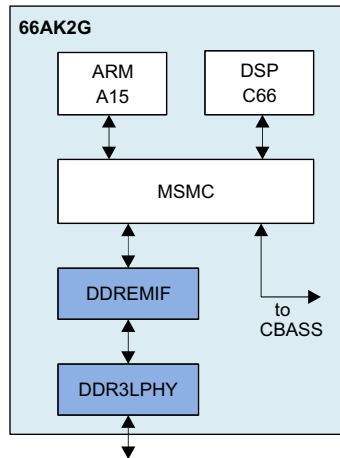 66AK2G
ARM
A15
DSP
C66
MSMC
DDREMIF
to
CBASS
DDR3LPHY